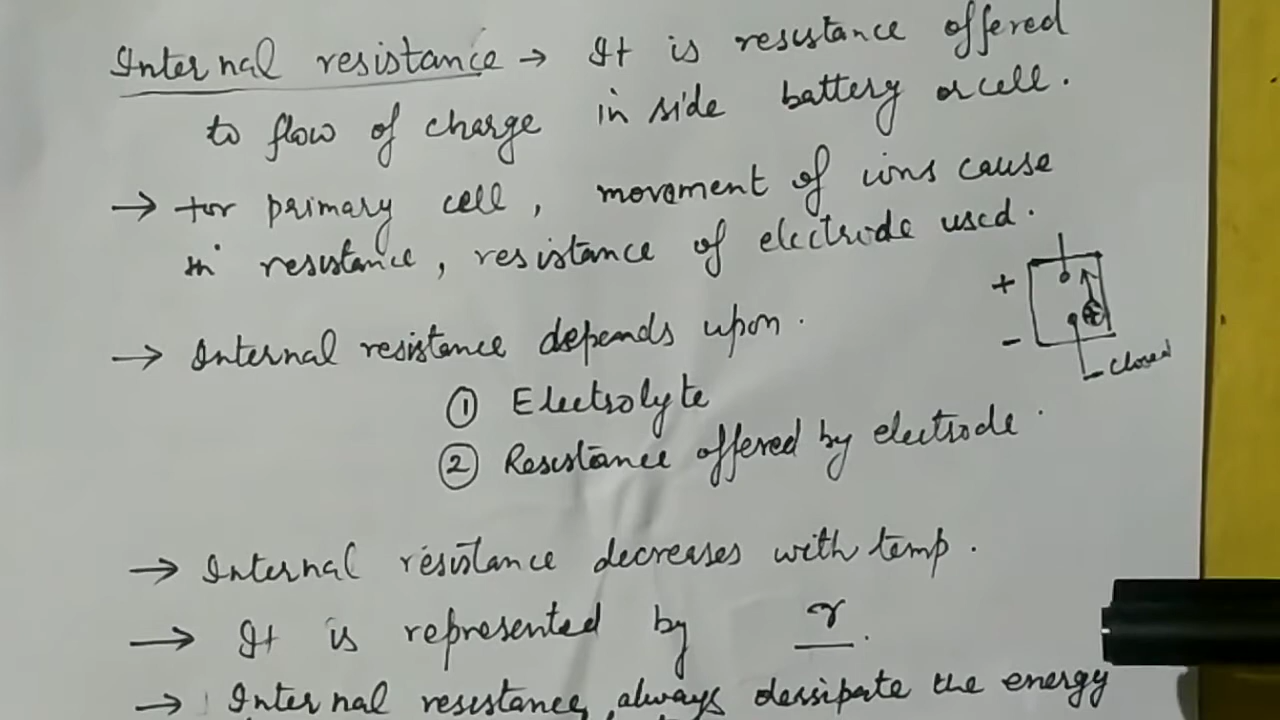 Internal resistance → It is resistance offered
to flow of charge in side battery or cell.
→ for primary cell, movement of ions cause
in resistance, resistance of electrode used.
+
-
closed
→ Internal resistance depends upon.
① Electrolyte
② Resistance offered by electrode.
→ Internal resistance decreases with temp.
→ It is represented by r.
→ Internal resistance, always dessipate the energy